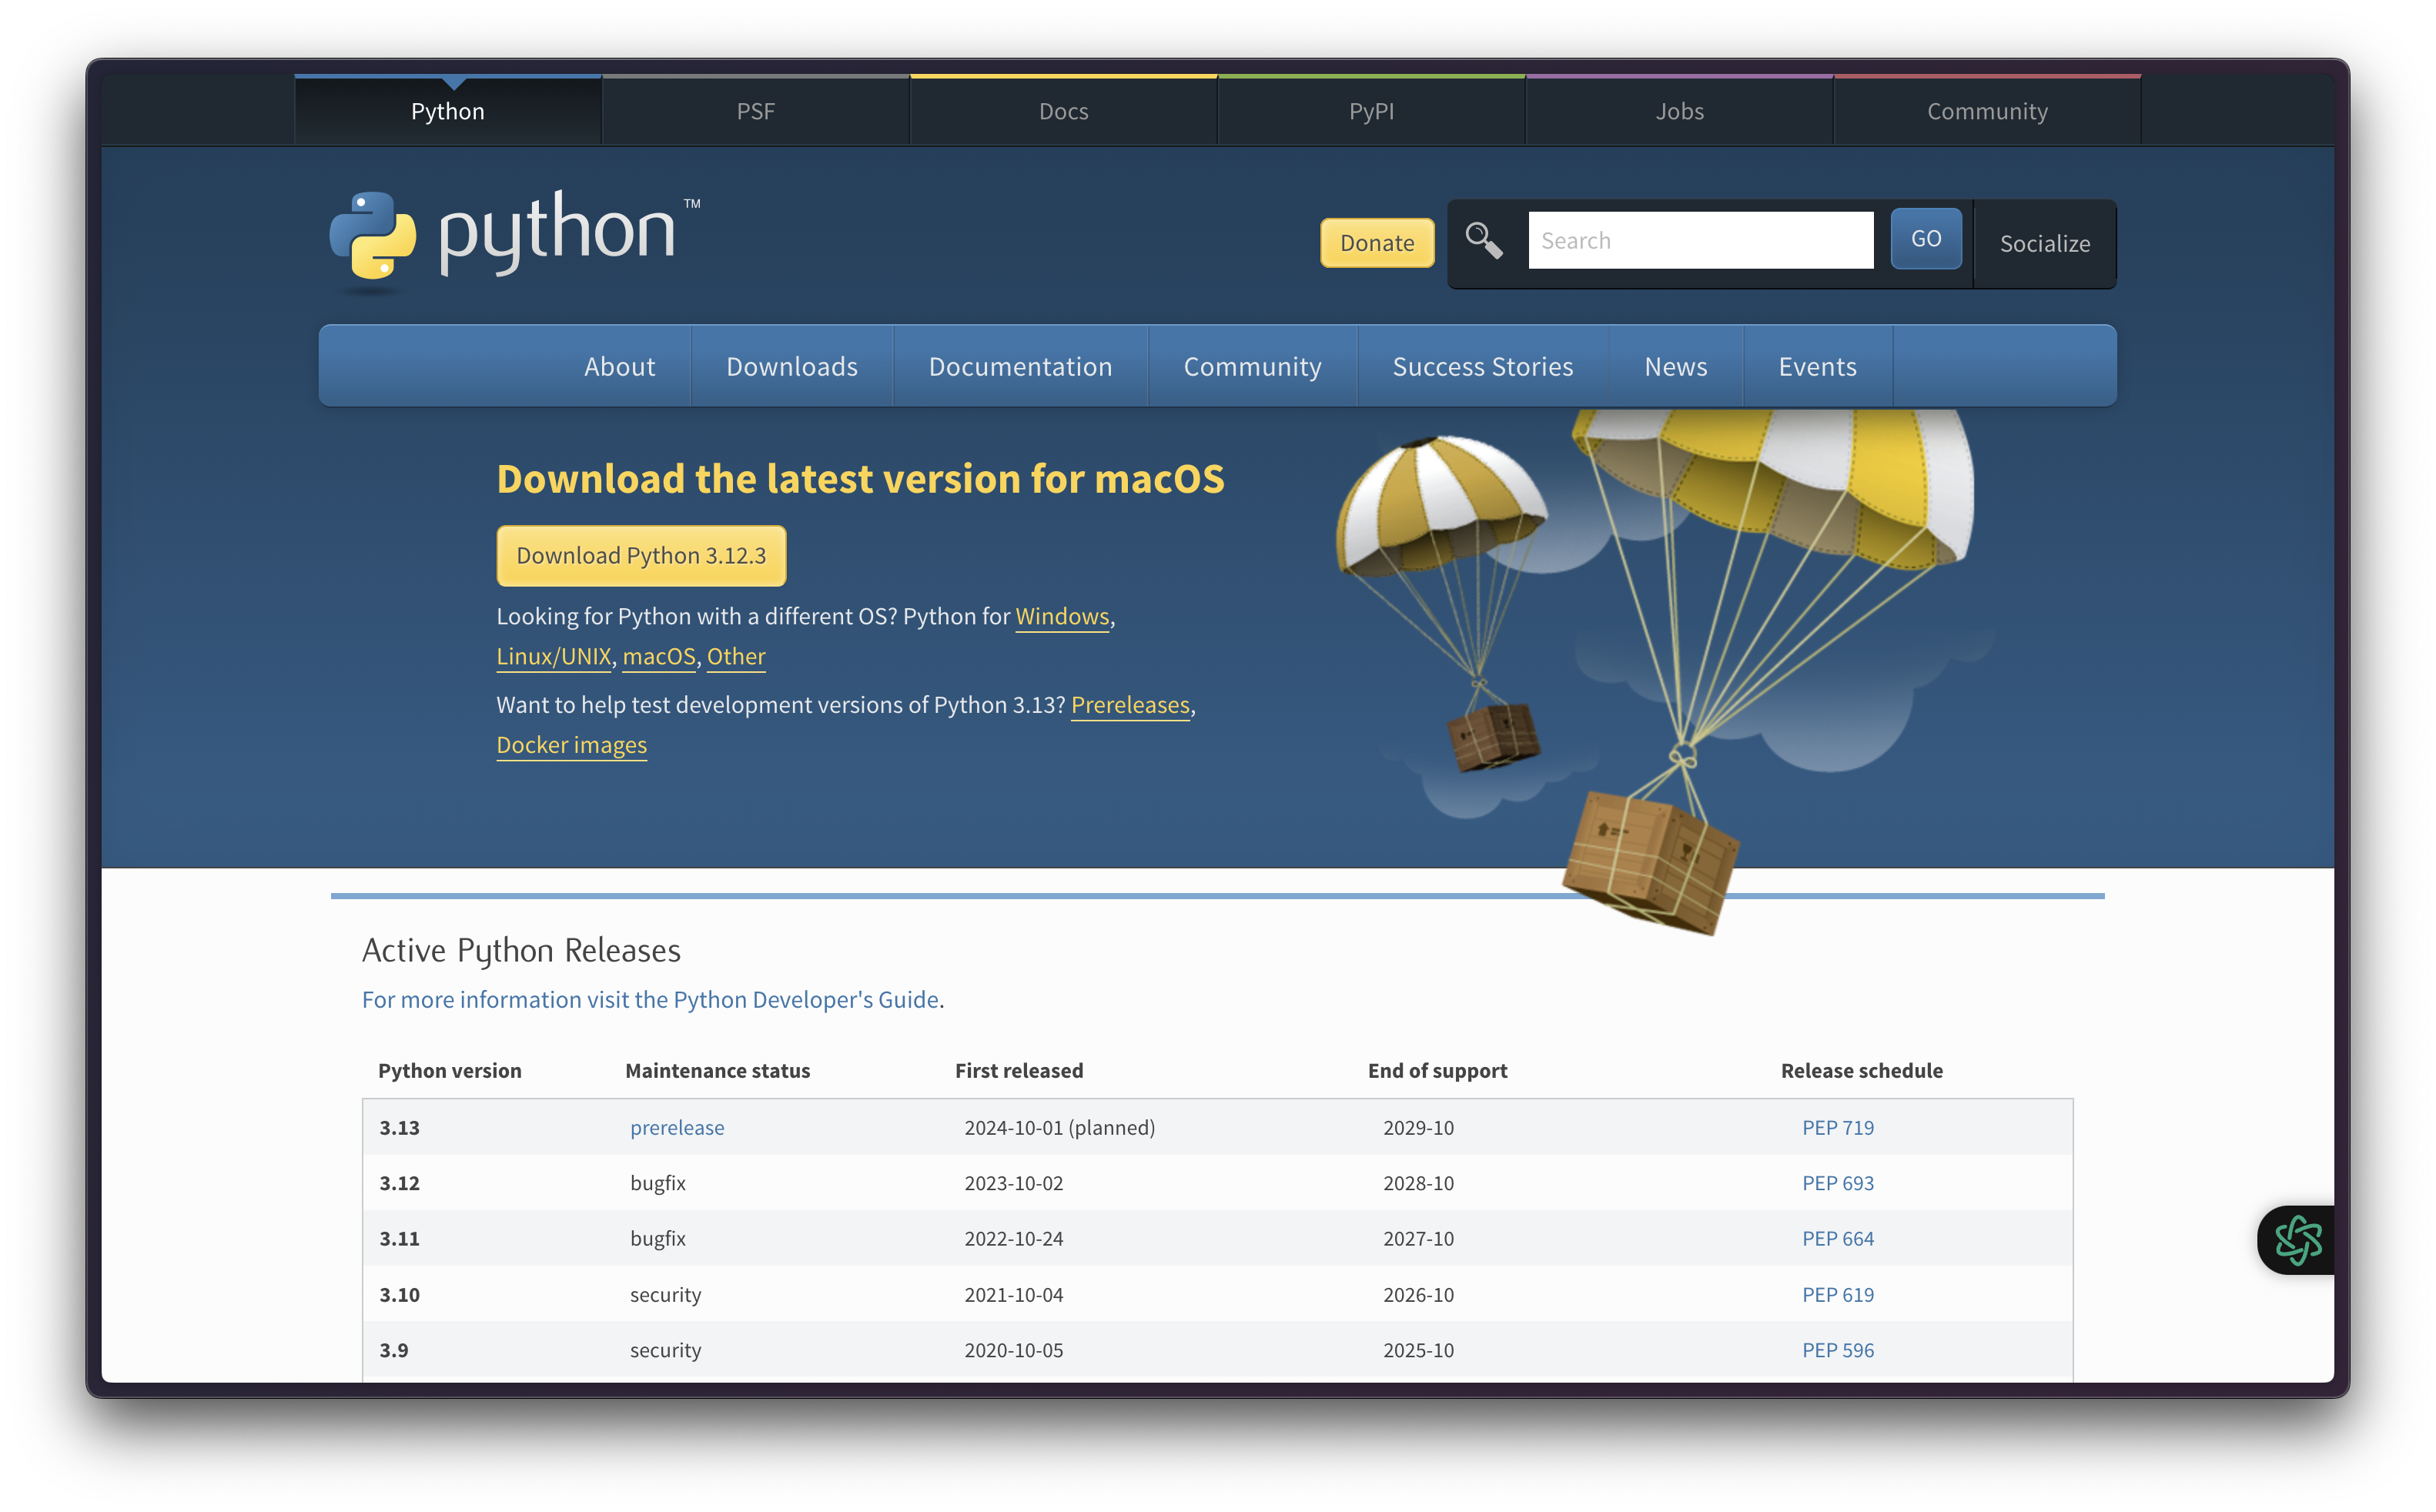 Python
PSF
Docs
PyPI
Jobs
Community
python™
Donate
Search
GO
Socialize
About
Downloads
Documentation
Community
Success Stories
News
Events
Download the latest version for macOS
Download Python 3.12.3
Looking for Python with a different OS? Python for Windows,
Linux/UNIX, macOS, Other
Want to help test development versions of Python 3.13? Prereleases,
Docker images
Active Python Releases
For more information visit the Python Developer's Guide.
Python version Maintenance status First released End of support Release schedule
3.13 prerelease 2024-10-01 (planned) 2029-10 PEP 719
3.12 bugfix 2023-10-02 2028-10 PEP 693
3.11 bugfix 2022-10-24 2027-10 PEP 664
3.10 security 2021-10-04 2026-10 PEP 619
3.9 security 2020-10-05 2025-10 PEP 596